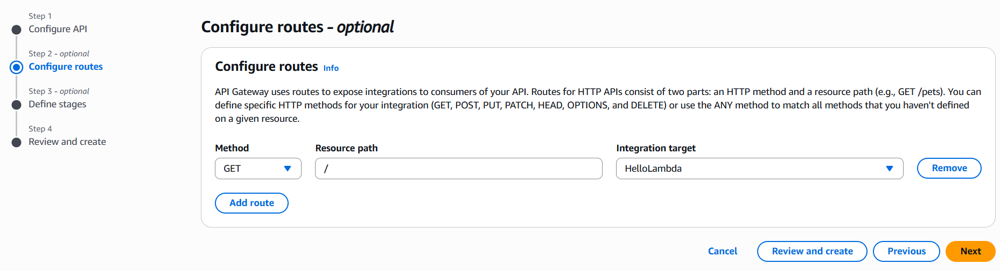 Step 1
Configure API
Step 2 - optional
Configure routes
Step 3 - optional
Define stages
Step 4
Review and create
Configure routes - optional
Configure routes Info
API Gateway uses routes to expose integrations to consumers of your API. Routes for HTTP APIs consist of two parts: an HTTP method and a resource path (e.g., GET /pets). You can
define specific HTTP methods for your integration (GET, POST, PUT, PATCH, HEAD, OPTIONS, and DELETE) or use the ANY method to match all methods that you haven't defined
on a given resource.
Method Resource path Integration target
GET / HelloLambda Remove
Add route
Cancel Review and create Previous Next